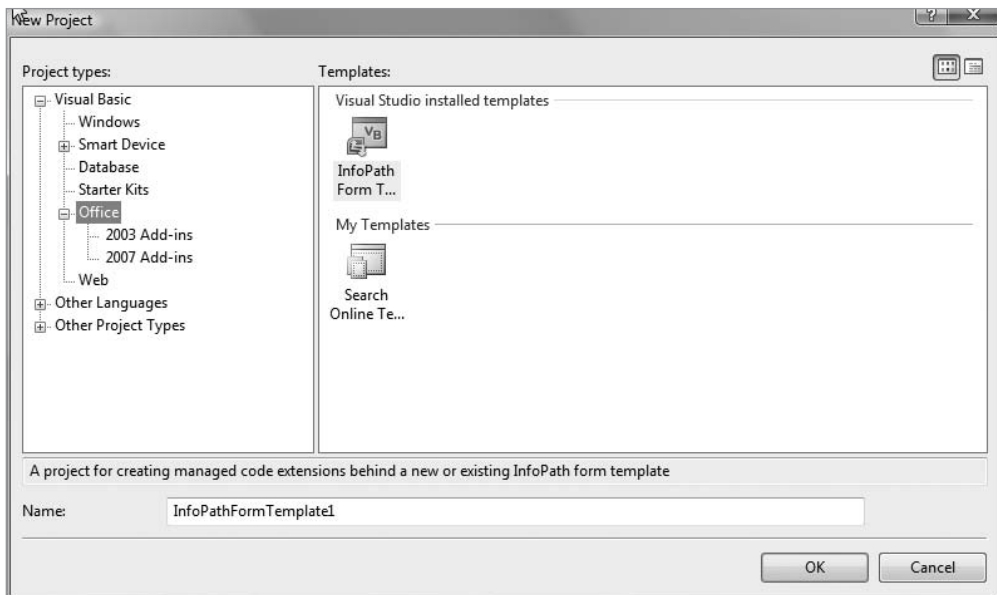 New Project
Project types:
Templates:
Visual Basic
Windows
Smart Device
Database
Starter Kits
Office
2003 Add-ins
2007 Add-ins
Web
Other Languages
Other Project Types
Visual Studio installed templates
VB
InfoPath
Form T...
My Templates
Search
Online Te...
A project for creating managed code extensions behind a new or existing InfoPath form template
Name:
InfoPathFormTemplate1
OK
Cancel